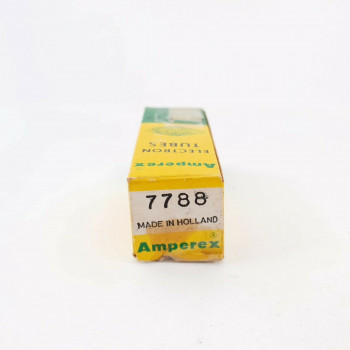 Amperex
ELECTRON
TUBES
7788
MADE IN HOLLAND
Amperex ®